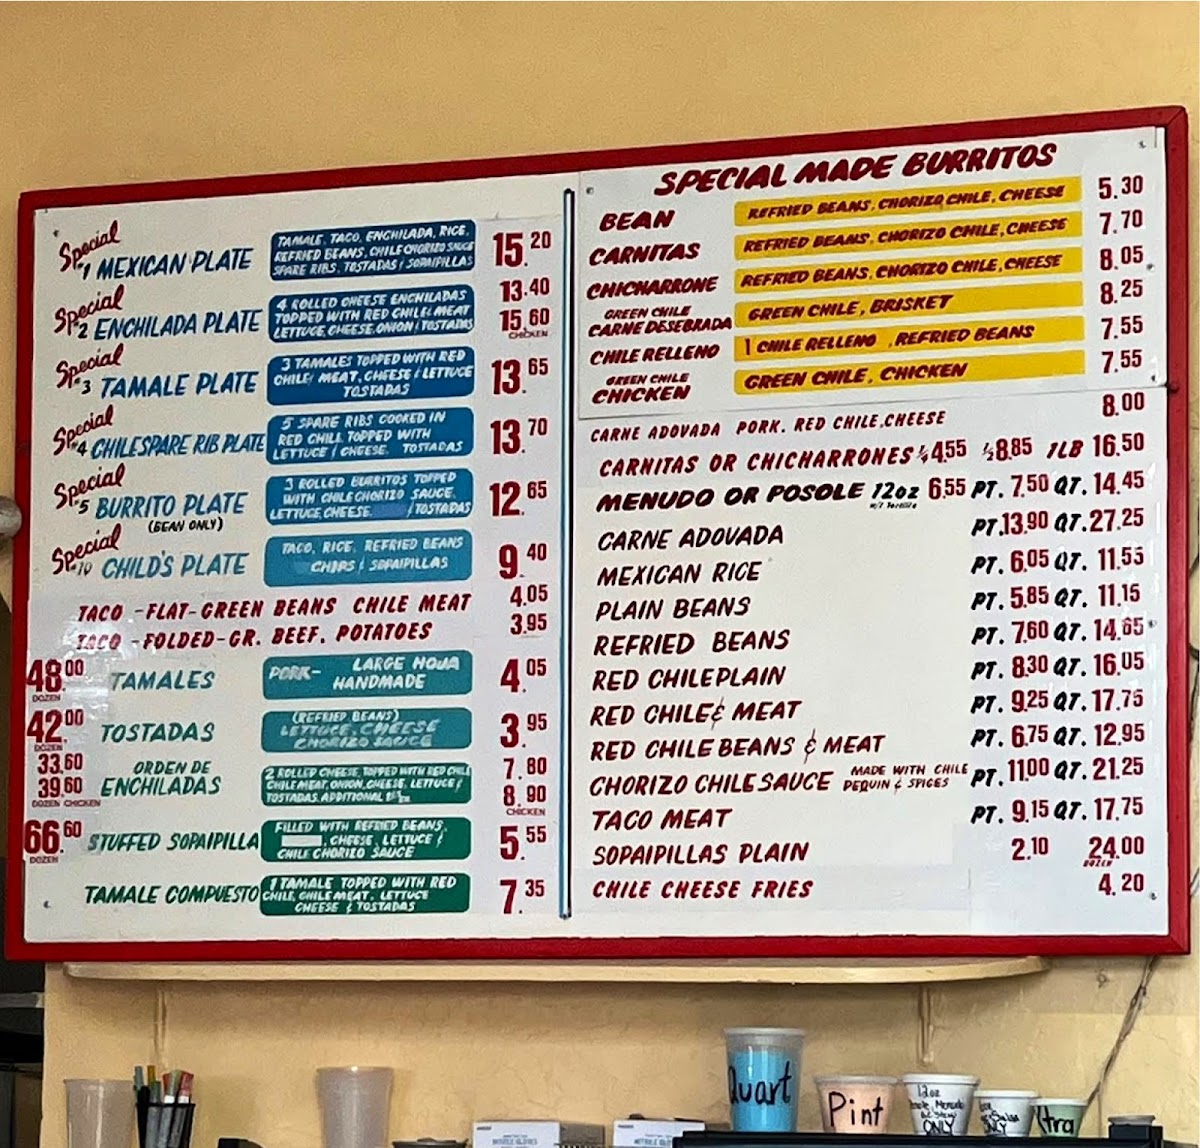 Special #1 MEXICAN PLATE
TAMALE, TACO, ENCHILADA, RICE,
REFRIED BEANS, CHILE CHORIZO SAUCE
SPARE RIBS, TOSTADAS & SOPAIPILLAS
15.20
Special #2 ENCHILADA PLATE
4 ROLLED CHEESE ENCHILADAS
TOPPED WITH RED CHILE & MEAT
LETTUCE, CHEESE, ONION & TOSTADAS
13.40
15.60
CHICKEN
Special #3 TAMALE PLATE
3 TAMALES TOPPED WITH RED
CHILE & MEAT, CHEESE & LETTUCE
TOSTADAS
13.65
Special #4 CHILE SPARE RIB PLATE
5 SPARE RIBS COOKED IN
RED CHILE TOPPED WITH
LETTUCE & CHEESE, TOSTADAS
13.70
Special #5 BURRITO PLATE
(BEAN ONLY)
3 ROLLED BURRITOS TOPPED
WITH CHILE CHORIZO SAUCE,
LETTUCE, CHEESE & TOSTADAS
12.65
Special #10 CHILD'S PLATE
TACO, RICE, REFRIED BEANS
CHIPS & SOPAIPILLAS
9.40
TACO -FLAT-GREEN BEANS CHILE MEAT 4.05
TACO -FOLDED-GR. BEEF. POTATOES 3.95
48.00
DOZEN
TAMALES
PORK- LARGE
HANDMADE
4.05
42.00
DOZEN
TOSTADAS
(REFRIED BEANS)
LETTUCE, CHEESE
CHORIZO SAUCE
3.95
33.60
39.60
DOZEN CHICKEN
ORDEN DE
ENCHILADAS
2 ROLLED CHEESE, TOPPED WITH RED CHILE
CHILE MEAT, ONION, CHEESE, LETTUCE &
TOSTADAS, ADDITIONAL
7.80
8.90
CHICKEN
66.60
DOZEN
STUFFED SOPAIPILLA
FILLED WITH REFRIED BEANS,
, CHEESE, LETTUCE &
CHILE CHORIZO SAUCE
5.55
TAMALE COMPUESTO
1 TAMALE TOPPED WITH RED
CHILE, CHILE MEAT, LETTUCE
CHEESE & TOSTADAS
7.35
SPECIAL MADE BURRITOS
BEAN REFRIED BEANS, CHORIZO CHILE, CHEESE 5.30
CARNITAS REFRIED BEANS, CHORIZO CHILE, CHEESE 7.70
CHICHARRONE REFRIED BEANS, CHORIZO CHILE, CHEESE 8.05
GREEN CHILE
CARNE DESEBRADA GREEN CHILE, BRISKET 8.25
CHILE RELLENO 1 CHILE RELLENO , REFRIED BEANS 7.55
GREEN CHILE
CHICKEN GREEN CHILE, CHICKEN 7.55
CARNE ADOVADA PORK. RED CHILE, CHEESE 8.00
CARNITAS OR CHICHARRONES 1/4 4.55 1/2 8.85 1LB 16.50
MENUDO OR POSOLE 12oz 6.55 PT. 7.50 QT. 14.45
W/1 Tortilla
CARNE ADOVADA PT. 13.90 QT. 27.25
MEXICAN RICE PT. 6.05 QT. 11.55
PLAIN BEANS PT. 5.85 QT. 11.15
REFRIED BEANS PT. 7.60 QT. 14.65
RED CHILE PLAIN PT. 8.30 QT. 16.05
RED CHILE & MEAT PT. 9.25 QT. 17.75
RED CHILE BEANS & MEAT PT. 6.75 QT. 12.95
CHORIZO CHILE SAUCE MADE WITH CHILE PEQUIN & SPICES PT. 11.00 QT. 21.25
TACO MEAT PT. 9.15 QT. 17.75
SOPAIPILLAS PLAIN 2.10 24.00
DOZEN
CHILE CHEESE FRIES 4.20
Quart
Pint
12oz
ONLY
ONLY
tra